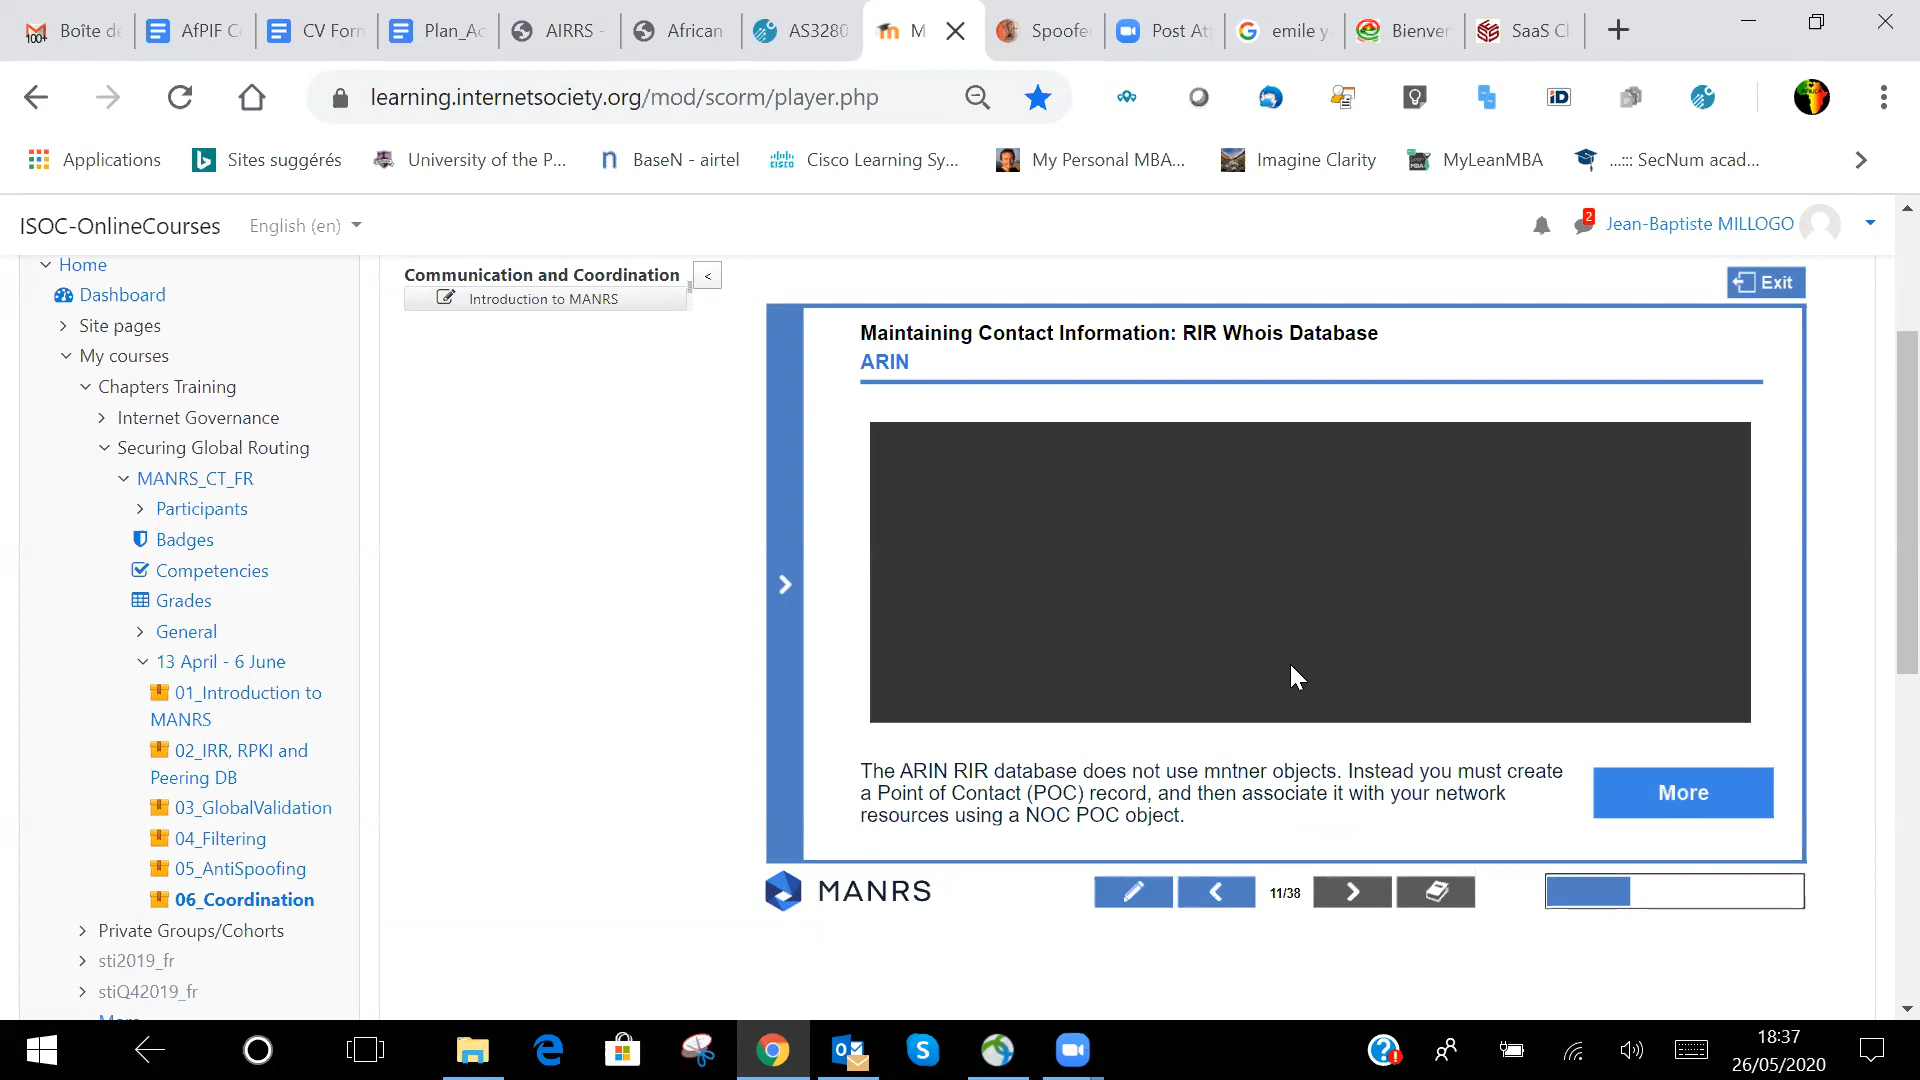 100+ Boîte de
AfPIF Co
CV Form
Plan_Ac
AIRRS -
African
AS3280
M
Spoofe
Post At
emile y
Bienver
SaaS Cl
learning.internetsociety.org/mod/scorm/player.php
Applications
Sites suggérés
University of the P...
BaseN - airtel
Cisco Learning Sy...
My Personal MBA...
Imagine Clarity
MyLeanMBA
...::: SecNum acad...
ISOC-OnlineCourses
English (en)
2
Jean-Baptiste MILLOGO
Home
Dashboard
Site pages
My courses
Chapters Training
Internet Governance
Securing Global Routing
MANRS_CT_FR
Participants
Badges
Competencies
Grades
General
13 April - 6 June
01_Introduction to
MANRS
02_IRR, RPKI and
Peering DB
03_GlobalValidation
04_Filtering
05_AntiSpoofing
06_Coordination
Private Groups/Cohorts
sti2019_fr
stiQ42019_fr
More
Communication and Coordination
<
Introduction to MANRS
Exit
Maintaining Contact Information: RIR Whois Database
ARIN
The ARIN RIR database does not use mntner objects. Instead you must create
a Point of Contact (POC) record, and then associate it with your network
resources using a NOC POC object.
More
MANRS
11/38
18:37
26/05/2020